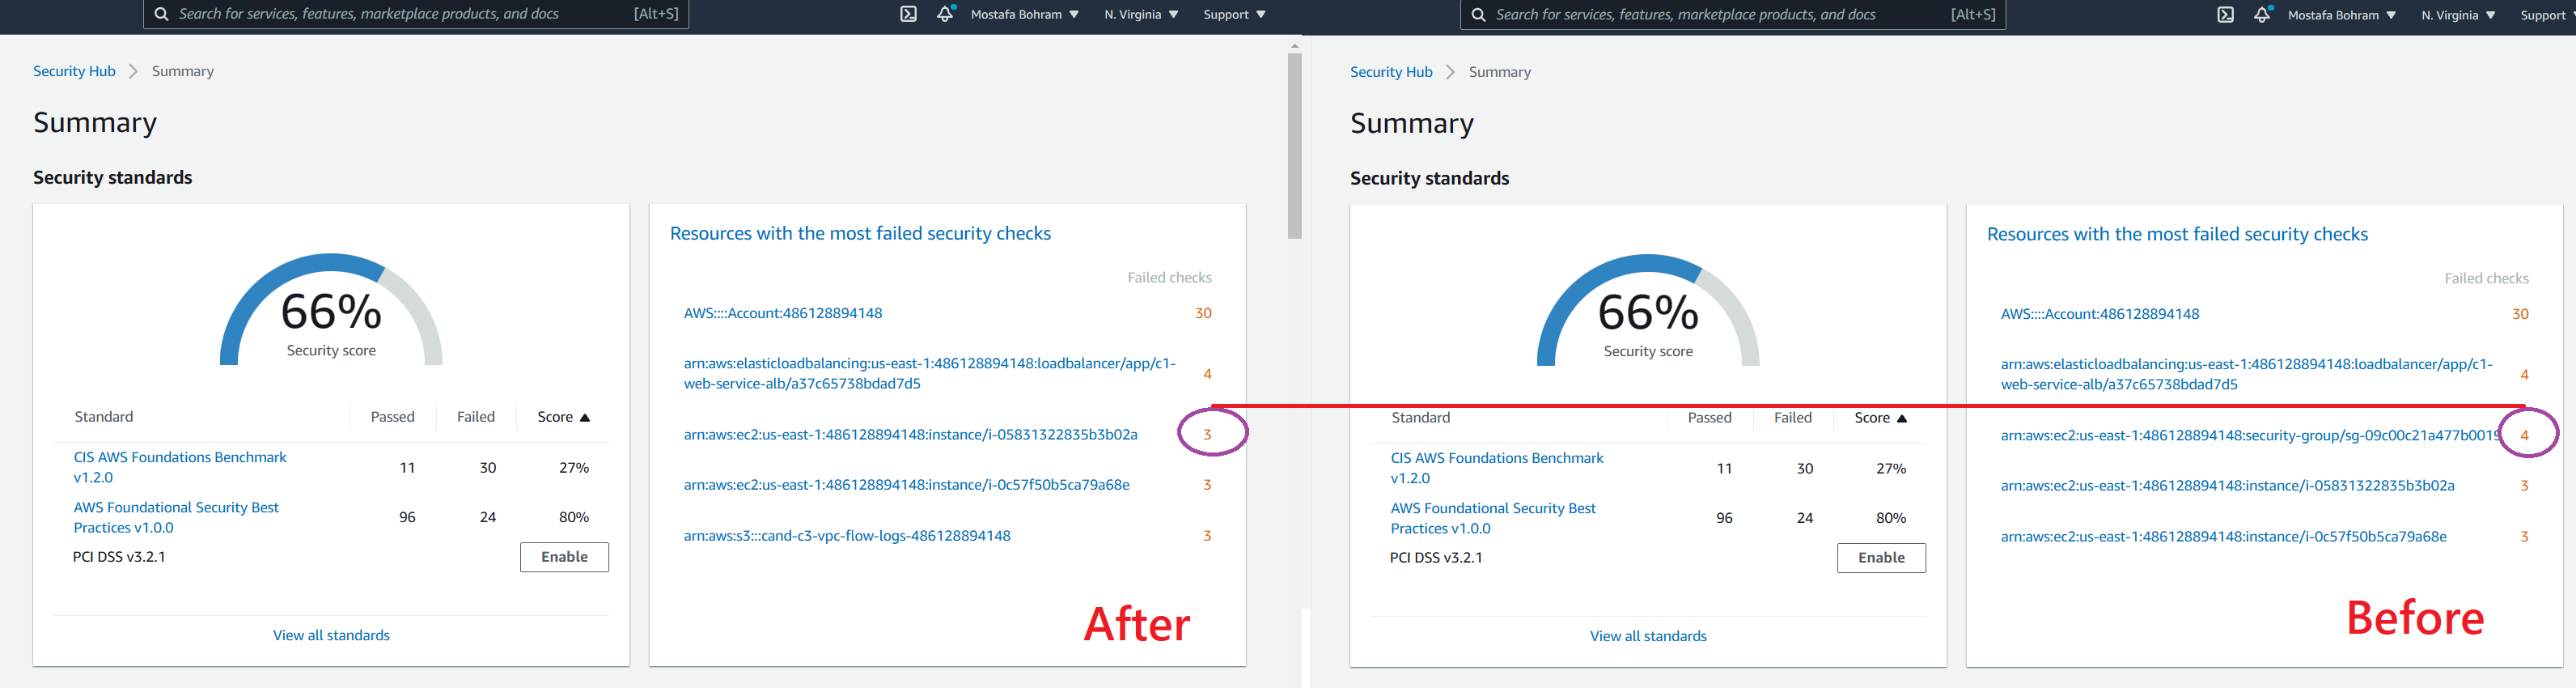 Search for services, features, marketplace products, and docs [Alt+S] Mostafa Bohram ▼ N. Virginia ▼ Support ▼
Security Hub > Summary
Summary
Security standards
66%
Security score
Standard Passed Failed Score ▲
CIS AWS Foundations Benchmark
v1.2.0 11 30 27%
AWS Foundational Security Best
Practices v1.0.0 96 24 80%
PCI DSS v3.2.1 Enable
View all standards
Resources with the most failed security checks
Failed checks
AWS::::Account:486128894148 30
arn:aws:elasticloadbalancing:us-east-1:486128894148:loadbalancer/app/c1-
web-service-alb/a37c65738bdad7d5 4
arn:aws:ec2:us-east-1:486128894148:instance/i-05831322835b3b02a 3
arn:aws:ec2:us-east-1:486128894148:instance/i-0c57f50b5ca79a68e 3
arn:aws:s3:::cand-c3-vpc-flow-logs-486128894148 3
After
Search for services, features, marketplace products, and docs [Alt+S] Mostafa Bohram ▼ N. Virginia ▼ Support
Security Hub > Summary
Summary
Security standards
66%
Security score
Standard Passed Failed Score ▲
CIS AWS Foundations Benchmark
v1.2.0 11 30 27%
AWS Foundational Security Best
Practices v1.0.0 96 24 80%
PCI DSS v3.2.1 Enable
View all standards
Resources with the most failed security checks
Failed checks
AWS::::Account:486128894148 30
arn:aws:elasticloadbalancing:us-east-1:486128894148:loadbalancer/app/c1-
web-service-alb/a37c65738bdad7d5 4
arn:aws:ec2:us-east-1:486128894148:security-group/sg-09c00c21a477b0019 4
arn:aws:ec2:us-east-1:486128894148:instance/i-05831322835b3b02a 3
arn:aws:ec2:us-east-1:486128894148:instance/i-0c57f50b5ca79a68e 3
Before